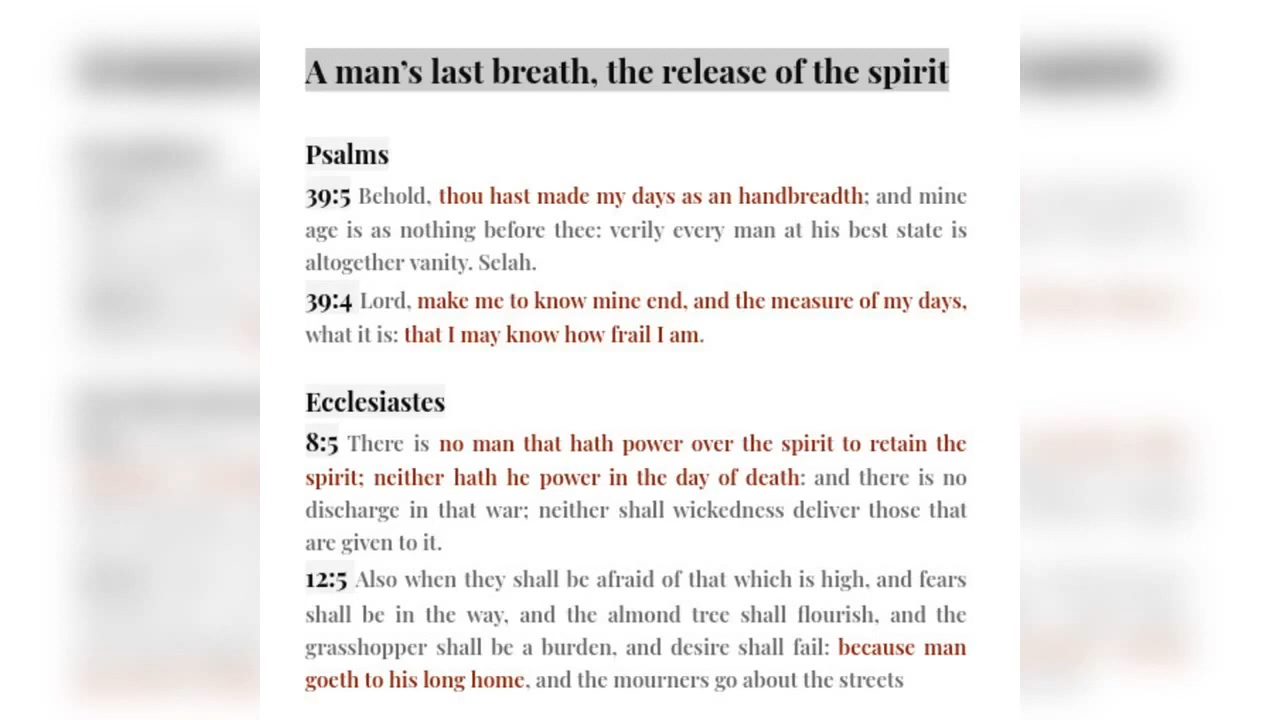 A man’s last breath, the release of the spirit
Psalms
39:5 Behold, thou hast made my days as an handbreadth; and mine
age is as nothing before thee: verily every man at his best state is
altogether vanity. Selah.
39:4 Lord, make me to know mine end, and the measure of my days,
what it is: that I may know how frail I am.
Ecclesiastes
8:5 There is no man that hath power over the spirit to retain the
spirit; neither hath he power in the day of death: and there is no
discharge in that war; neither shall wickedness deliver those that
are given to it.
12:5 Also when they shall be afraid of that which is high, and fears
shall be in the way, and the almond tree shall flourish, and the
grasshopper shall be a burden, and desire shall fail: because man
goeth to his long home, and the mourners go about the streets